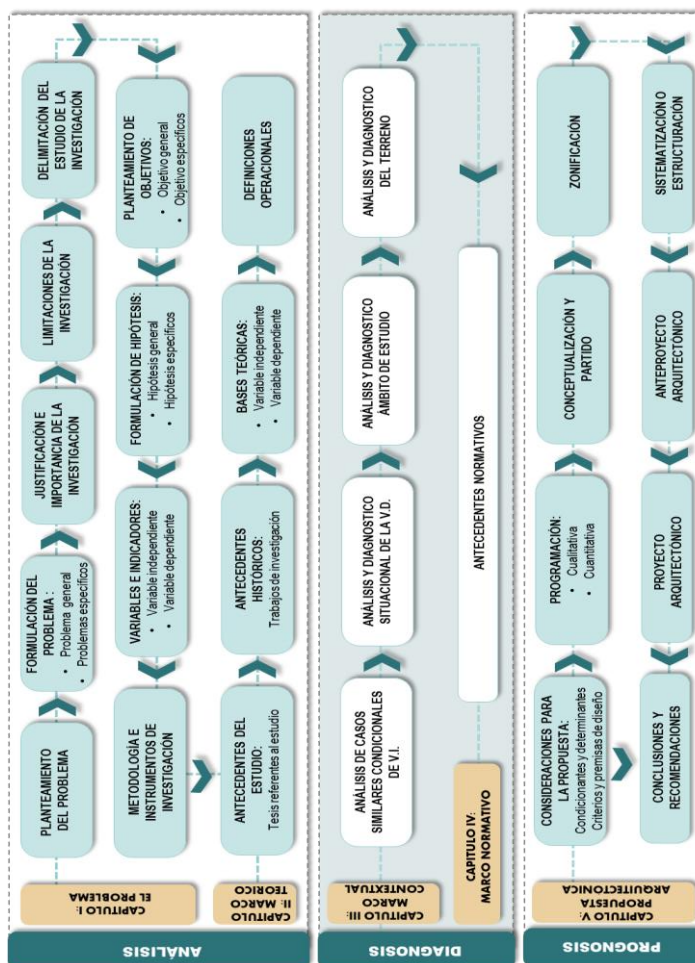 ANÁLISIS
CAPITULO I:
EL PROBLEMA
PLANTEAMIENTO
DEL PROBLEMA
FORMULACIÓN DEL
PROBLEMA :
• Problema general
• Problemas específicos
JUSTIFICACIÓN E
IMPORTANCIA DE LA
INVESTIGACIÓN
LIMITACIONES DE LA
INVESTIGACIÓN
DELIMITACIÓN DEL
ESTUDIO DE LA
INVESTIGACIÓN
PLANTEAMIENTO DE
OBJETIVOS:
• Objetivo general
• Objetivo específicos
FORMULACIÓN DE HIPÓTESIS:
• Hipótesis general
• Hipótesis específicos
VARIABLES E INDICADORES:
• Variable independiente
• Variable dependiente
METODOLOGÍA E
INSTRUMENTOS DE
INVESTIGACIÓN
CAPITULO
II: MARCO
TEÓRICO
ANTECEDENTES DEL
ESTUDIO:
Tesis referentes al estudio
ANTECEDENTES
HISTÓRICOS:
Trabajos de investigación
BASES TEÓRICAS:
• Variable independiente
• Variable dependiente
DEFINICIONES
OPERACIONALES
DIAGNOSIS
CAPITULO III:
MARCO
CONTEXTUAL
ANÁLISIS DE CASOS
SIMILARES CONDICIONALES
DE V.I.
ANÁLISIS Y DIAGNOSTICO
SITUACIONAL DE LA V.D.
ANÁLISIS Y DIAGNOSTICO
ÁMBITO DE ESTUDIO
ANÁLISIS Y DIAGNOSTICO
DEL TERRENO
CAPITULO IV:
MARCO NORMATIVO
ANTECEDENTES NORMATIVOS
PROGNOSIS
CAPITULO V:
PROPUESTA
ARQUITECTONICA
CONSIDERACIONES PARA
LA PROPUESTA:
Condicionantes y determinantes
Criterios y premisas de diseño
PROGRAMACIÓN:
• Cualitativa
• Cuantitativa
CONCEPTUALIZACIÓN Y
PARTIDO
ZONIFICACIÓN
SISTEMATIZACIÓN O
ESTRUCTURACIÓN
ANTEPROYECTO
ARQUITECTÓNICO
PROYECTO
ARQUITECTÓNICO
CONCLUSIONES Y
RECOMENDACIONES